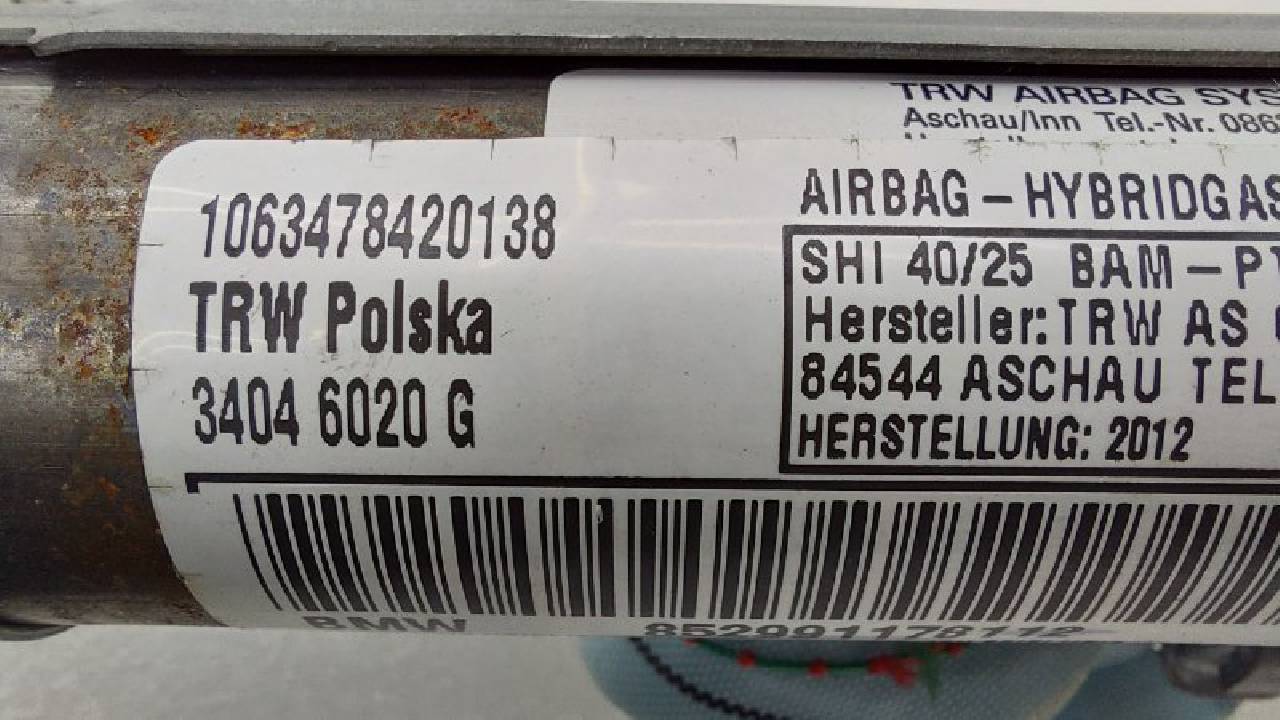 TRW AIRBAG SYS
Aschau/Inn Tel.-Nr. 086
1063478420138
TRW Polska
3404 6020 G
AIRBAG – HYBRIDGAS
SHI 40/25 BAM – PT
Hersteller: TRW AS
84544 ASCHAU TEL
HERSTELLUNG: 2012
BMW